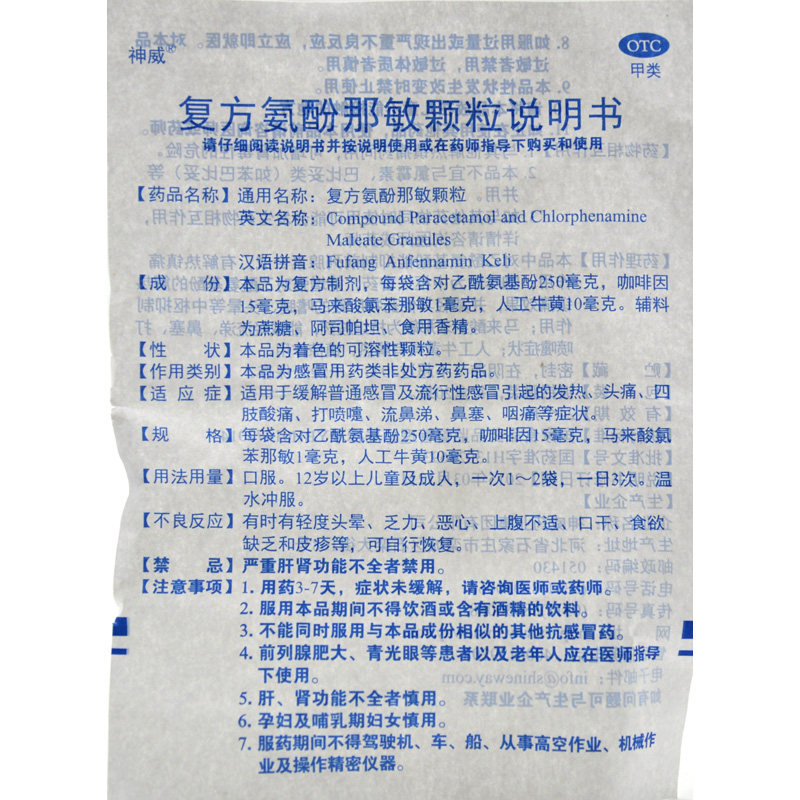 神威®
OTC
甲类
复方氨酚那敏颗粒说明书
请仔细阅读说明书并按说明使用或在药师指导下购买和使用
【药品名称】通用名称：复方氨酚那敏颗粒
英文名称：Compound Paracetamol and Chlorphenamine
Maleate Granules
汉语拼音：Fufang Anfennamin Keli
【成 份】本品为复方制剂，每袋含对乙酰氨基酚250毫克，咖啡因
15毫克，马来酸氯苯那敏1毫克，人工牛黄10毫克。辅料
为蔗糖、阿司帕坦、食用香精。
【性 状】本品为着色的可溶性颗粒。
【作用类别】本品为感冒用药类非处方药药品。
【适 应 症】适用于缓解普通感冒及流行性感冒引起的发热、头痛、四
肢酸痛、打喷嚏、流鼻涕、鼻塞、咽痛等症状。
【规 格】每袋含对乙酰氨基酚250毫克，咖啡因15毫克，马来酸氯
苯那敏1毫克，人工牛黄10毫克。
【用法用量】口服。12岁以上儿童及成人，一次1～2袋，一日3次。温
水冲服。
【不良反应】有时有轻度头晕、乏力、恶心、上腹不适、口干、食欲
缺乏和皮疹等，可自行恢复。
【禁 忌】严重肝肾功能不全者禁用。
【注意事项】1. 用药3-7天，症状未缓解，请咨询医师或药师。
2. 服用本品期间不得饮酒或含有酒精的饮料。
3. 不能同时服用与本品成份相似的其他抗感冒药。
4. 前列腺肥大、青光眼等患者以及老年人应在医师指导
下使用。
5. 肝、肾功能不全者慎用。
6. 孕妇及哺乳期妇女慎用。
7. 服药期间不得驾驶机、车、船、从事高空作业、机械作
业及操作精密仪器。